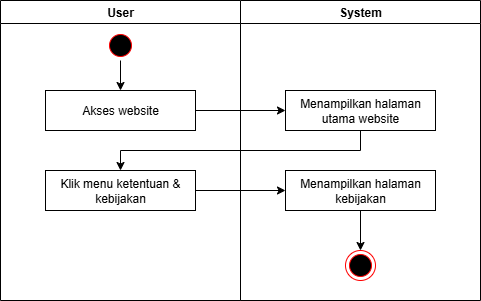 User
System
Akses website
Menampilkan halaman
utama website
Klik menu ketentuan &
kebijakan
Menampilkan halaman
kebijakan